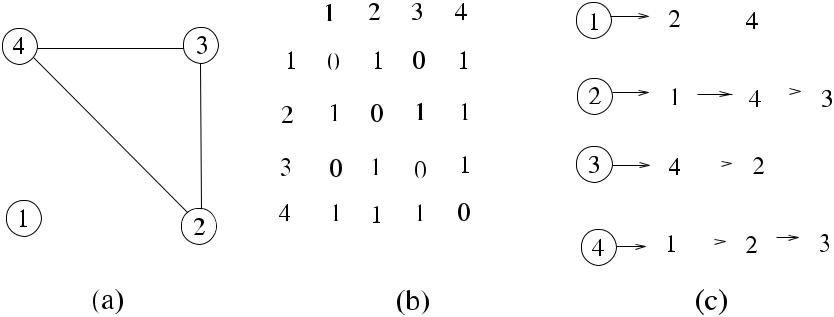 4 3
1
2
(a)
1 2 3 4
1 0 1 0 1
2 1 0 1 1
3 0 1 0 1
4 1 1 1 0
(b)
1 2 4
2 1 4 3
3 4 2
4 1 2 3
(c)